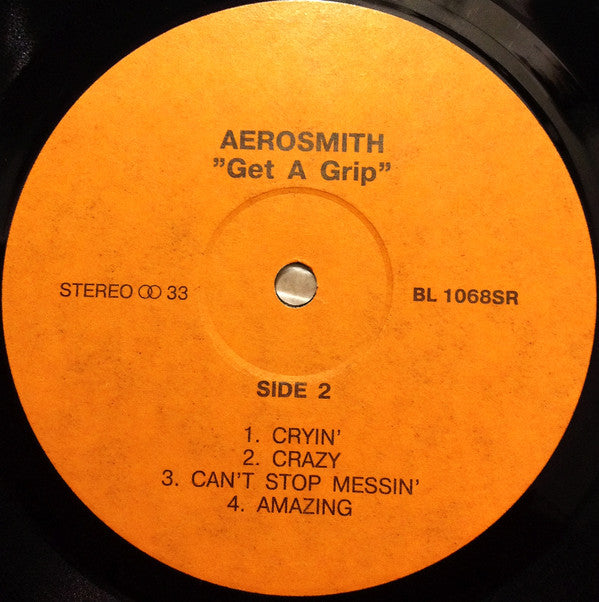 AEROSMITH
”Get A Grip”
STEREO ꝏ 33
BL 1068SR
SIDE 2
1. CRYIN'
2. CRAZY
3. CAN'T STOP MESSIN'
4. AMAZING